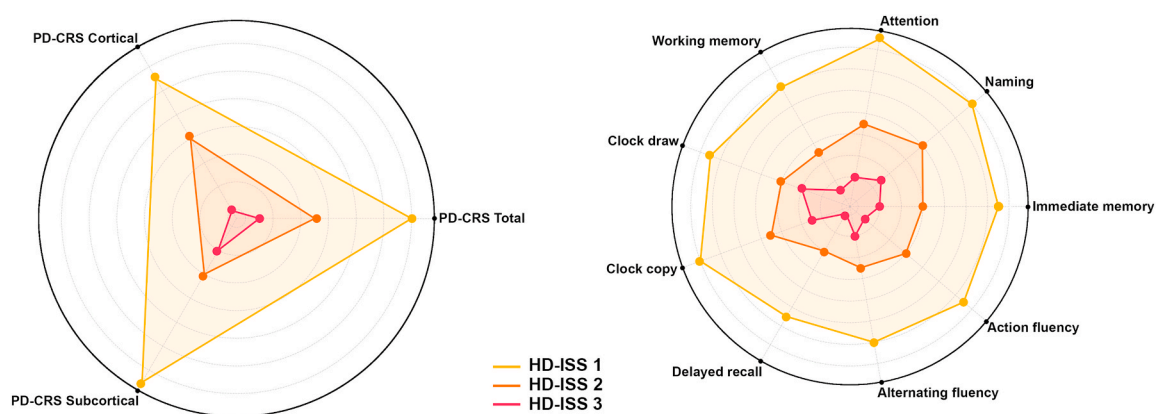 PD-CRS Cortical
PD-CRS Total
PD-CRS Subcortical
Attention
Working memory
Naming
Clock draw
Immediate memory
Clock copy
Action fluency
Delayed recall
Alternating fluency
HD-ISS 1
HD-ISS 2
HD-ISS 3